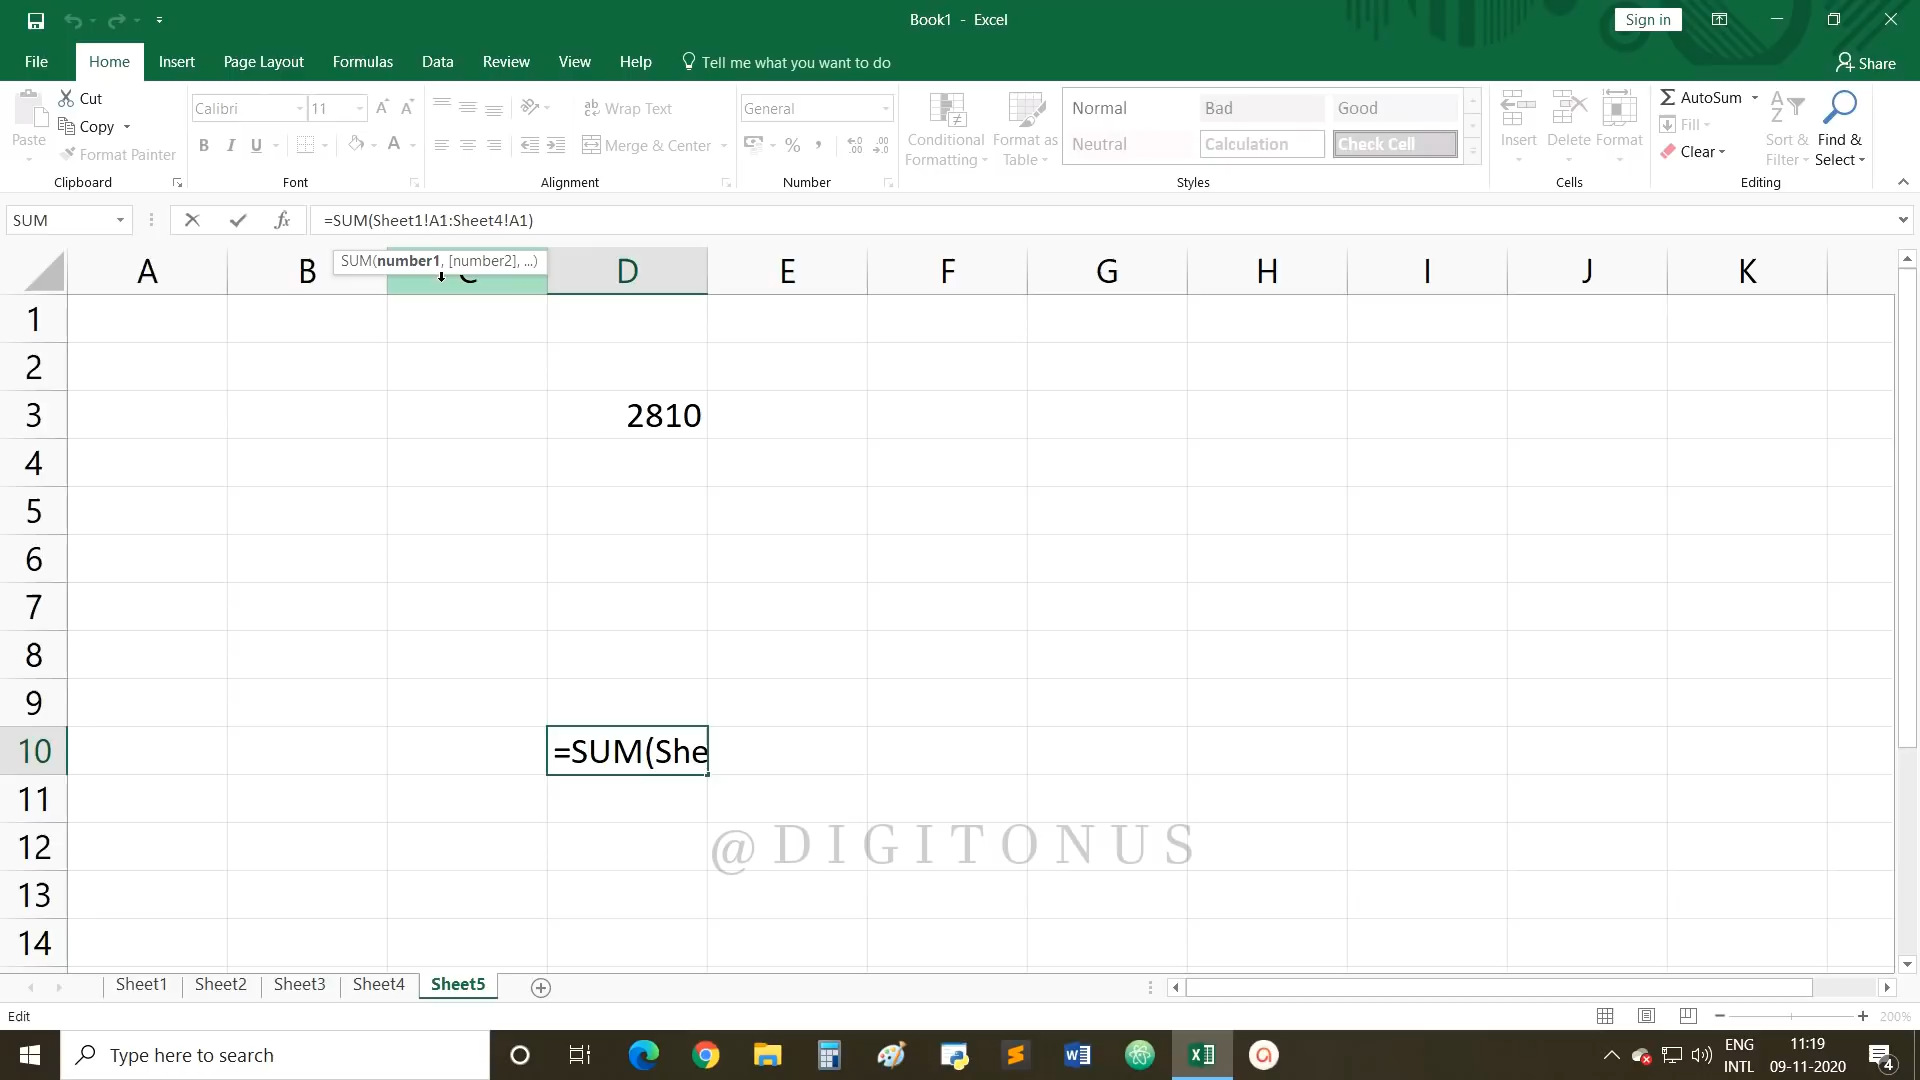 Book1 - Excel
Sign in
File Home Insert Page Layout Formulas Data Review View Help Tell me what you want to do Share
Paste
Cut
Copy
Format Painter
Clipboard
Calibri 11
B I U A
Font
Wrap Text
Merge & Center
Alignment
General
%
Number
Conditional Formatting
Format as Table
Normal Bad Good
Neutral Calculation Check Cell
Styles
Insert Delete Format
Cells
AutoSum
Fill
Clear
Sort & Filter
Find & Select
Editing
SUM fx =SUM(Sheet1!A1:Sheet4!A1)
SUM(number1, [number2], ...)
A B C D E F G H I J K
1
2
3 2810
4
5
6
7
8
9
10 =SUM(She
11
12
@DIGITONUS
13
14
Sheet1 Sheet2 Sheet3 Sheet4 Sheet5
Edit 200%
Type here to search
ENG
INTL
11:19
09-11-2020
4